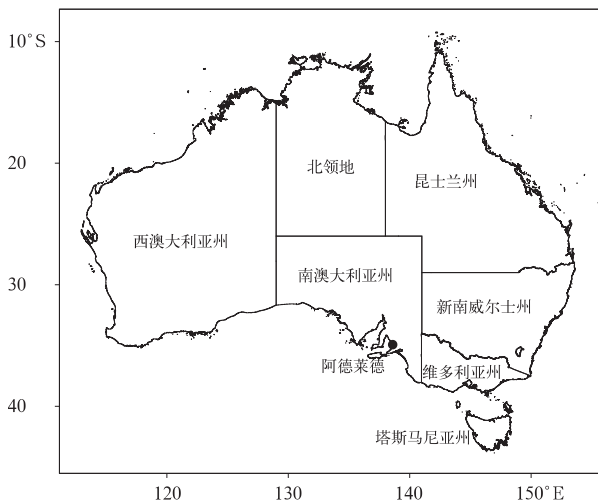 10°S
北领地
20
昆士兰州
西澳大利亚州
南澳大利亚州
30
新南威尔士州
阿德莱德
维多利亚州
40
塔斯马尼亚州
120
130
140
150°E